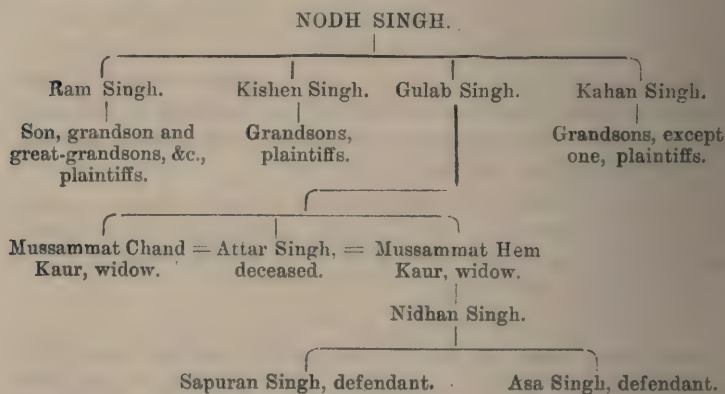 NODH SINGH.
Ram Singh. Kishen Singh. Gulab Singh. Kahan Singh.
Son, grandson and great-grandsons, &c., plaintiffs.
Grandsons, plaintiffs.
Grandsons, except one, plaintiffs.
Mussammat Chand = Attar Singh, = Mussammat Hem
Kaur, widow. deceased. Kaur, widow.
Nidhan Singh.
Sapuran Singh, defendant. Asa Singh, defendant.